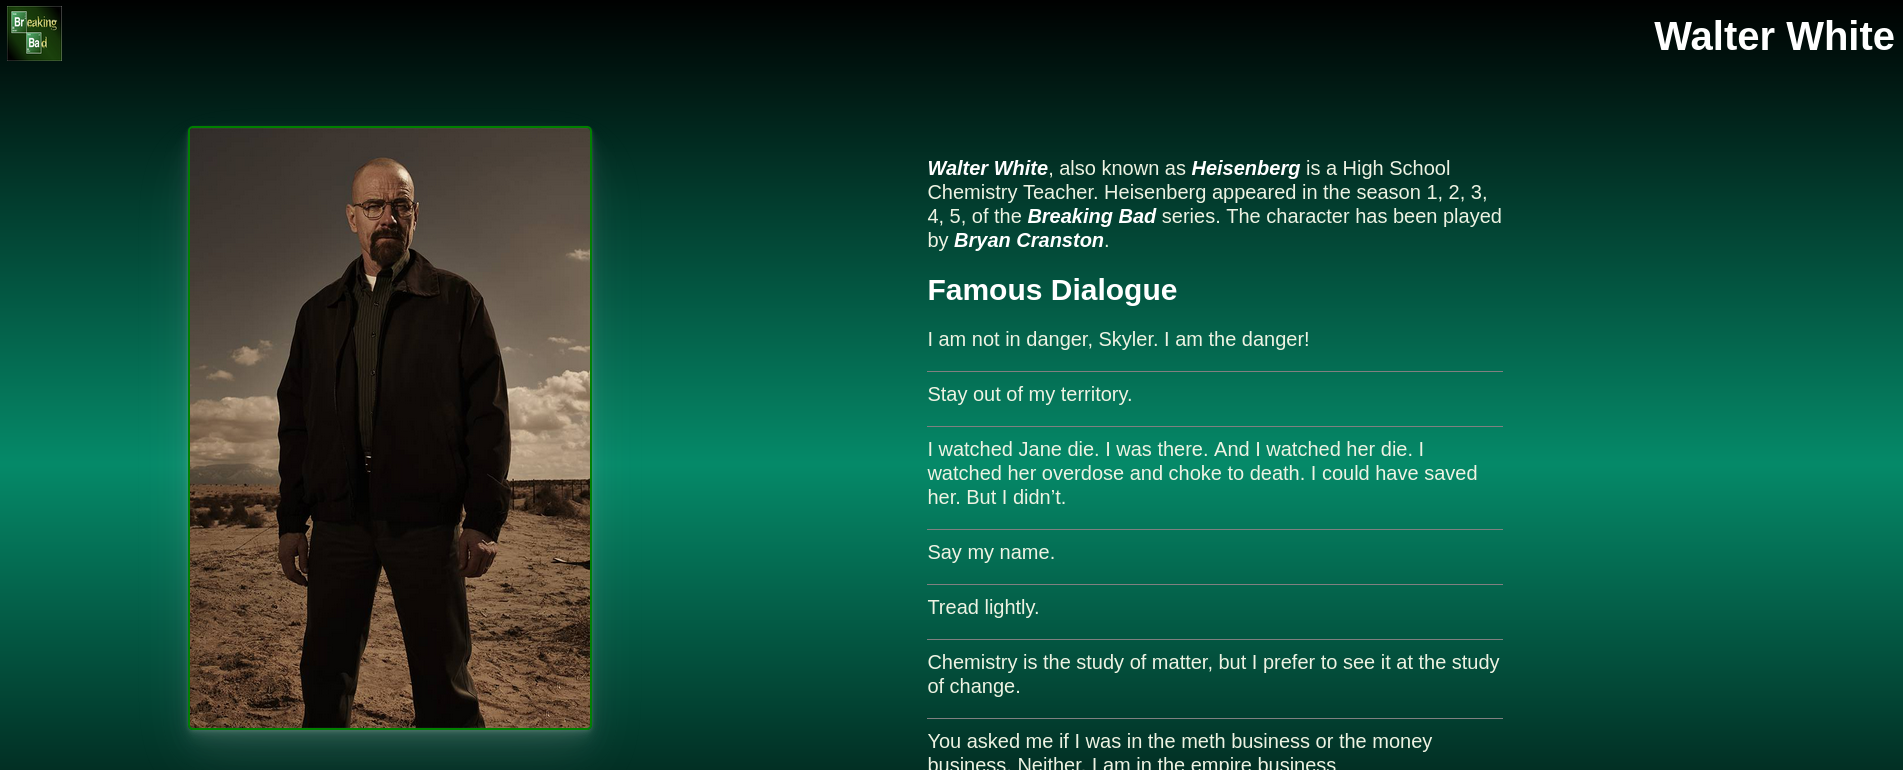 Breaking
Bad
Walter White
Walter White, also known as Heisenberg is a High School
Chemistry Teacher. Heisenberg appeared in the season 1, 2, 3,
4, 5, of the Breaking Bad series. The character has been played
by Bryan Cranston.
Famous Dialogue
I am not in danger, Skyler. I am the danger!
Stay out of my territory.
I watched Jane die. I was there. And I watched her die. I
watched her overdose and choke to death. I could have saved
her. But I didn’t.
Say my name.
Tread lightly.
Chemistry is the study of matter, but I prefer to see it at the study
of change.
You asked me if I was in the meth business or the money
business. Neither. I am in the empire business.